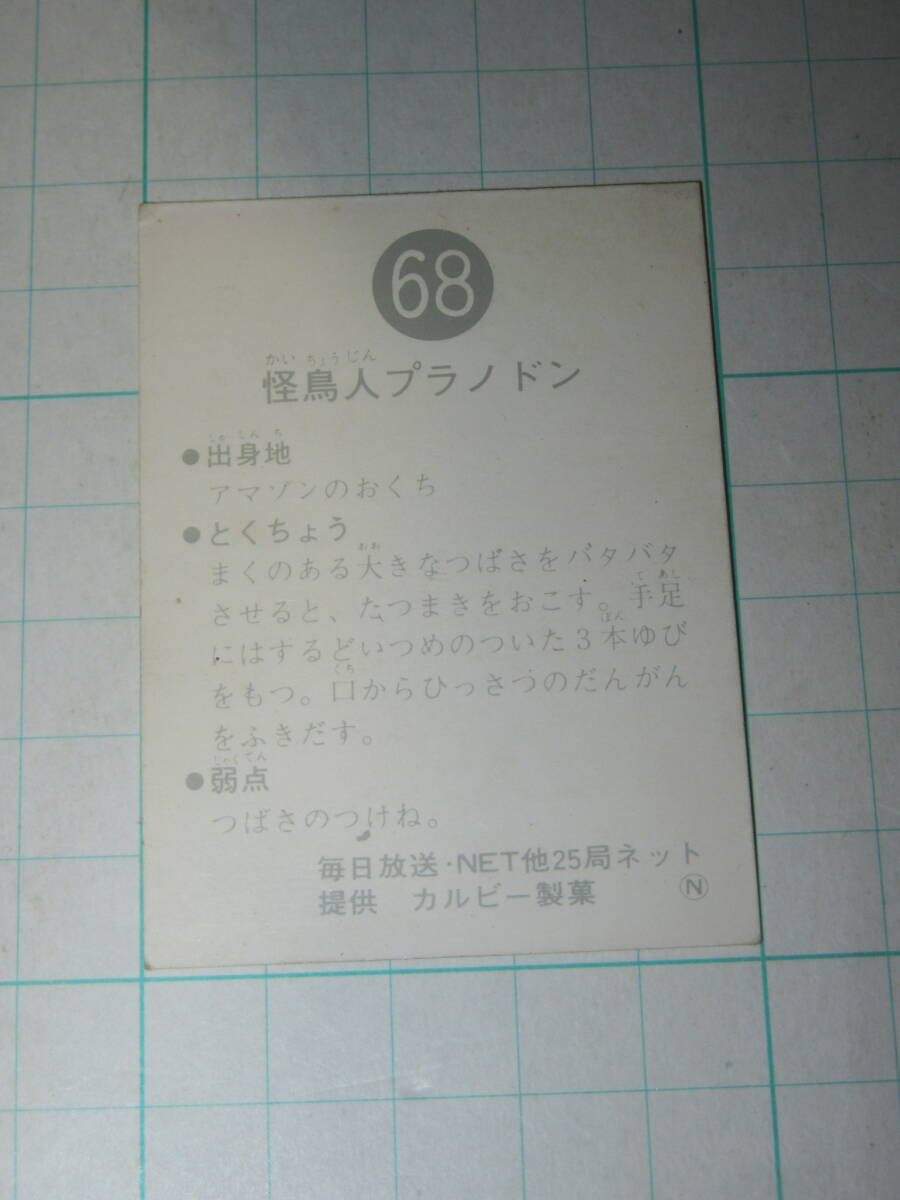 68
かいちょうじん
怪鳥人プラノドン
しゅっしんち
●出身地
アマゾンのおくち
●とくちょう
おお
まくのある大きなつばさをバタバタ
てあし
させると、たつまきをおこす。手足
ぽん
にはするどいつめのついた3本ゆび
くち
をもつ。口からひっさつのだんがん
をふきだす。
じゃくてん
●弱点
つばさのつけね。
毎日放送・NET他25局ネット
提供　カルビー製菓
Ⓝ